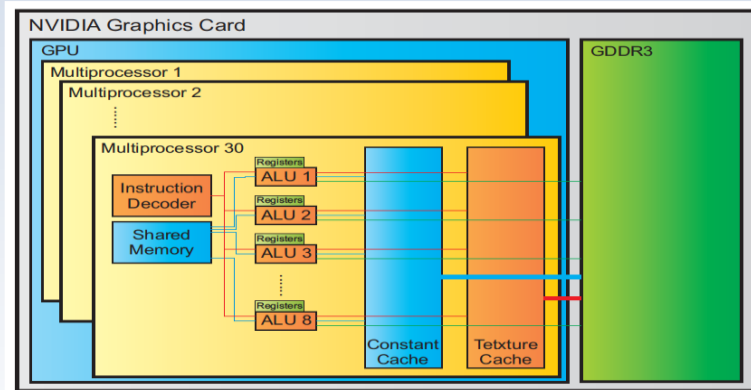 NVIDIA Graphics Card
GPU
GDDR3
Multiprocessor 1
Multiprocessor 2
Multiprocessor 30
Instruction
Decoder
Shared
Memory
Registers
ALU 1
Registers
ALU 2
Registers
ALU 3
Registers
ALU 8
Constant
Cache
Tetxture
Cache